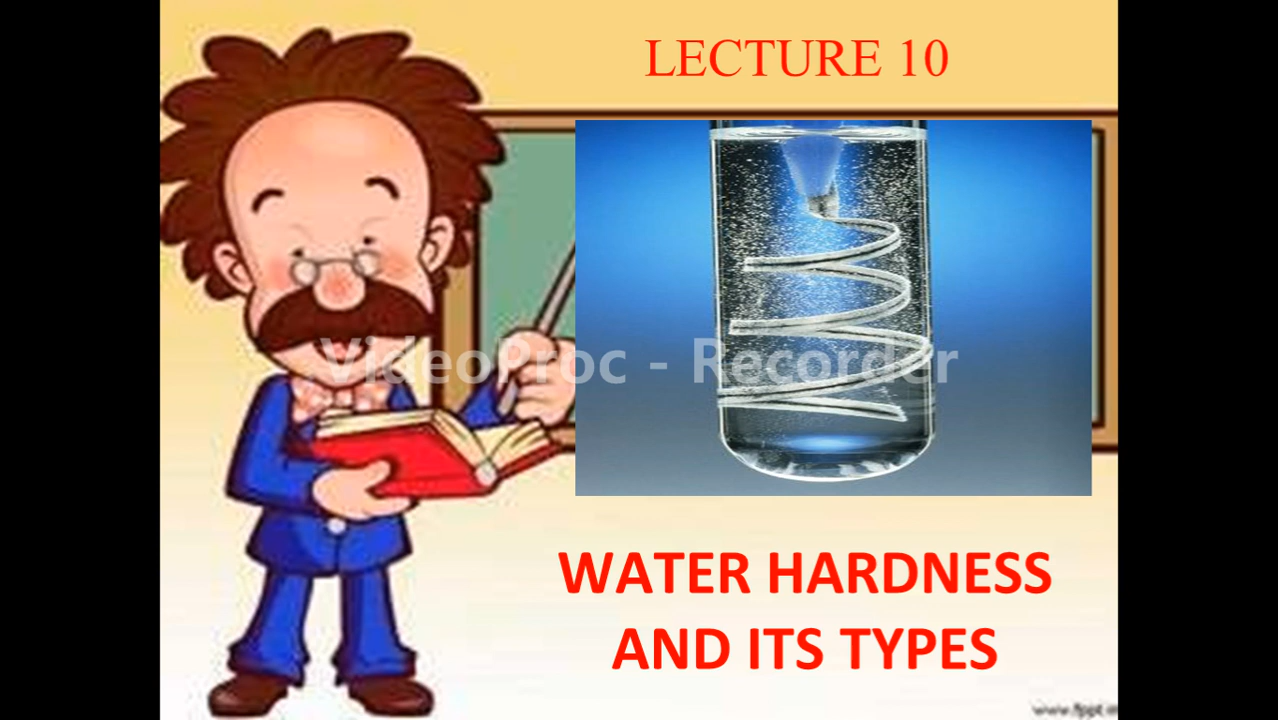 LECTURE 10
VideoProc - Recorder
WATER HARDNESS
AND ITS TYPES